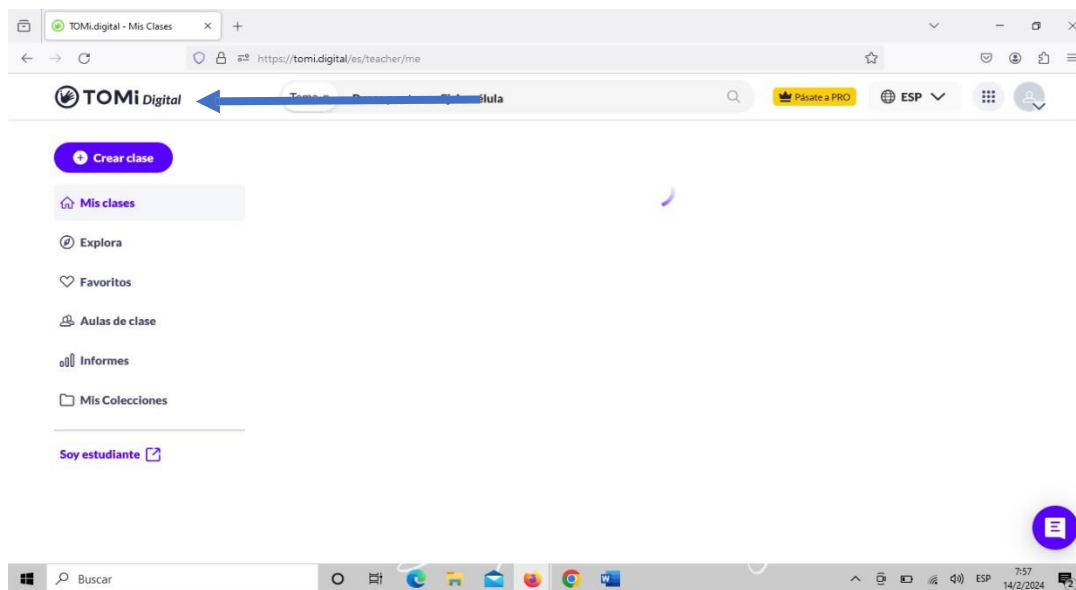 TOMi.digital - Mis Clases
https://tomi.digital/es/teacher/me
TOMi Digital
Pásate a PRO
ESP
Crear clase
Mis clases
Explora
Favoritos
Aulas de clase
Informes
Mis Colecciones
Soy estudiante
Buscar
ESP
7:57
14/2/2024
2